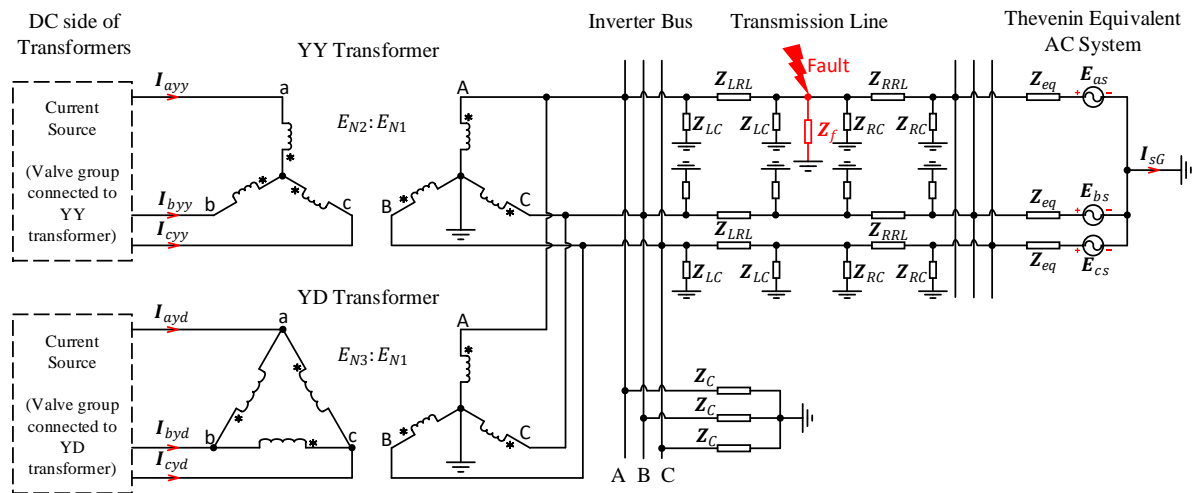 DC side of
Transformers
YY Transformer
Inverter Bus
Transmission Line
Thevenin Equivalent
AC System
I_ayy
a
A
Fault
Z_LRL
Z_RRL
Z_eq
+ E_as -
Current
Source
(Valve group
connected to
YY
transformer)
E_N2: E_N1
*
*
*
*
*
*
Z_LC
Z_LC
Z_f
Z_RC
Z_RC
I_sG
I_byy
b
c
B
C
+ E_bs -
Z_eq
I_cyy
Z_LRL
Z_RRL
+ E_cs -
Z_eq
Z_LC
Z_LC
Z_RC
Z_RC
YD Transformer
I_ayd
a
A
Current
Source
(Valve group
connected to
YD
transformer)
E_N3: E_N1
*
*
*
*
*
*
I_byd
b
c
B
C
I_cyd
Z_C
Z_C
Z_C
A B C